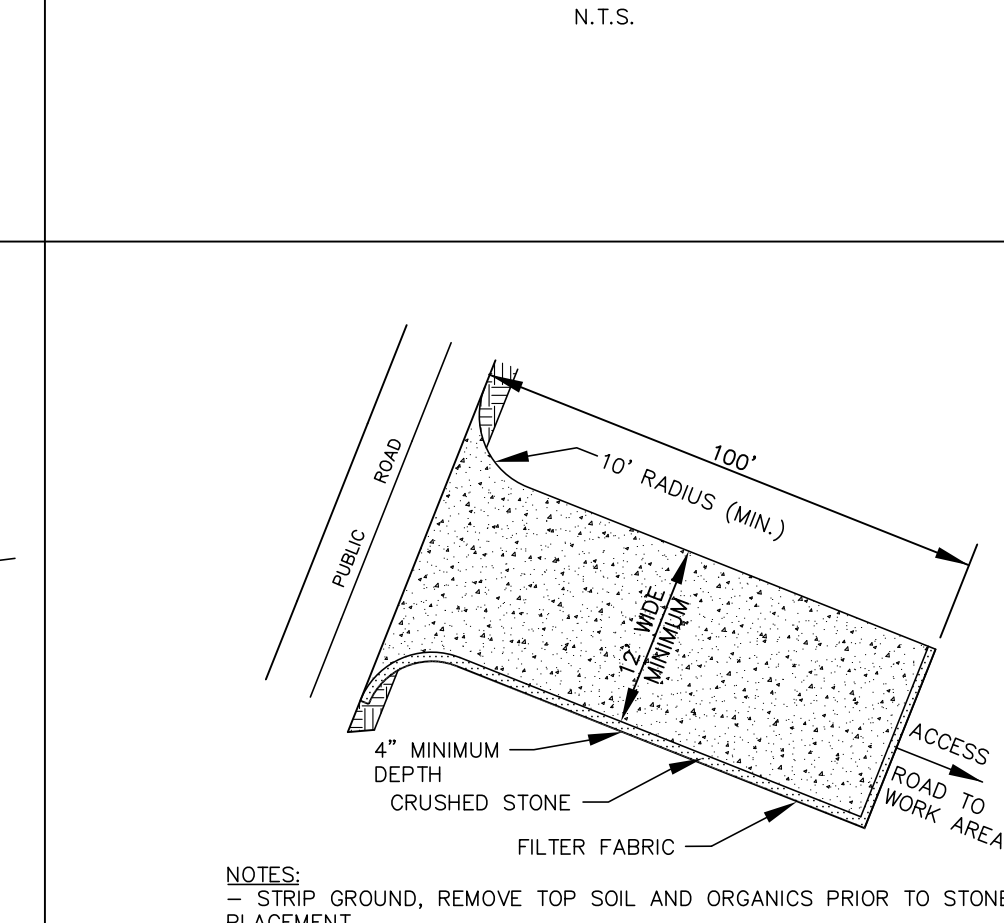 N.T.S.
PUBLIC ROAD
100'
10' RADIUS (MIN.)
12' WIDE
MINIMUM
4" MINIMUM
DEPTH
CRUSHED STONE
FILTER FABRIC
ACCESS
ROAD TO
WORK AREA
NOTES:
– STRIP GROUND, REMOVE TOP SOIL AND ORGANICS PRIOR TO STONE
PLACEMENT